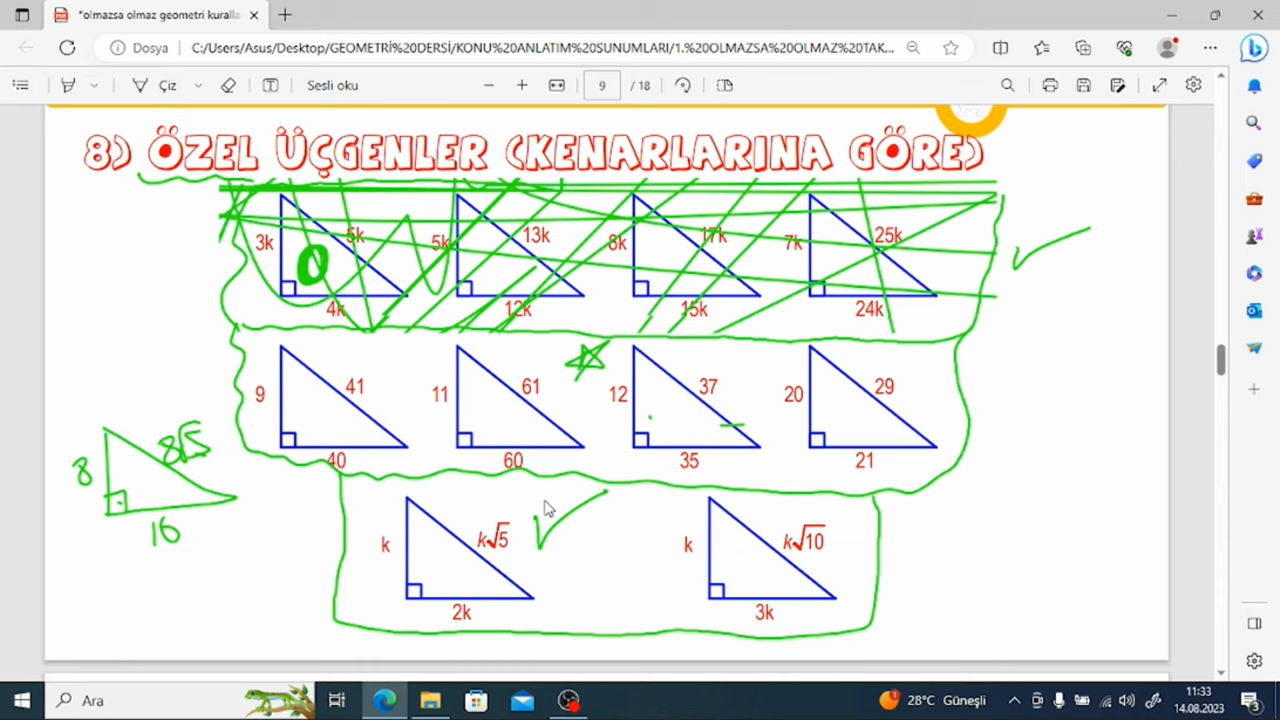 *olmazsa olmaz geometri kuralla
Dosya C:/Users/Asus/Desktop/GEOMETRİ%20DERSİ/KONU%20ANLATIM%20SUNUMLARI/1.%20OLMAZSA%20OLMAZ%20TAK...
Çiz Sesli oku 9 / 18
8) ÖZEL ÜÇGENLER (KENARLARINA GÖRE)
3k 5k 5k 13k 8k 17k 7k 25k
4k 12k 15k 24k
9 41 11 61 12 37 20 29
40 60 35 21
8 8√5
16
k k√5 k k√10
2k 3k
Ara 28°C Güneşli 11:33
14.08.2023 3